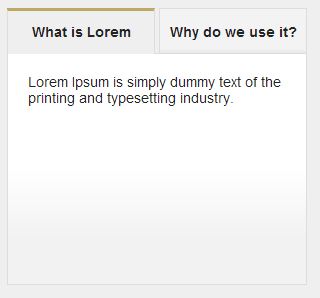 What is Lorem
Why do we use it?
Lorem Ipsum is simply dummy text of the
printing and typesetting industry.